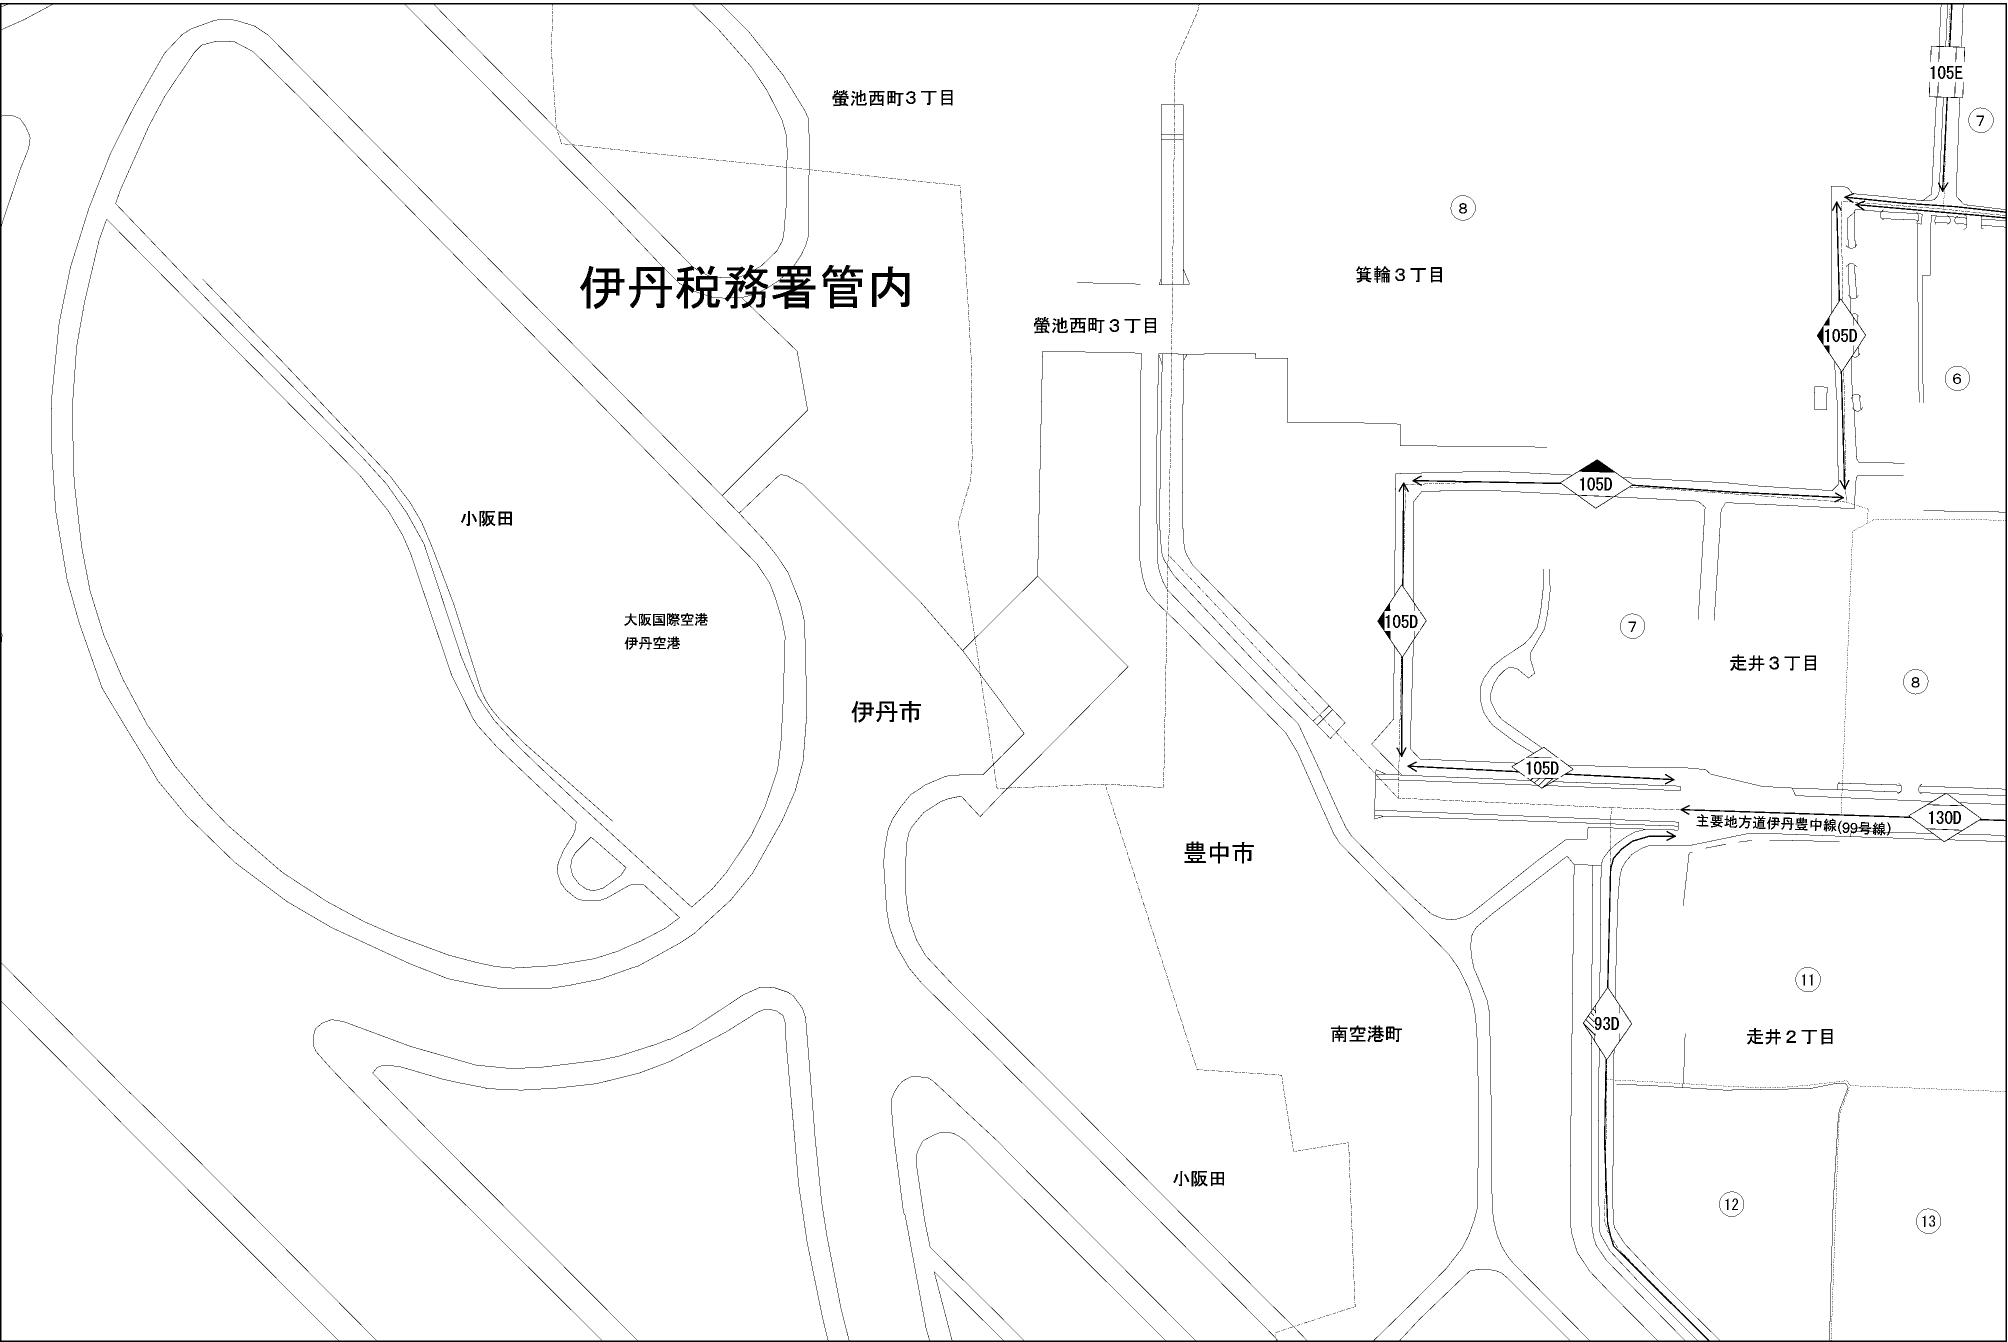 105E
⑦
螢池西町３丁目
⑧
箕輪３丁目
伊丹税務署管内
螢池西町３丁目
105D
⑥
105D
小阪田
大阪国際空港
伊丹空港
105D
⑦
走井３丁目
⑧
伊丹市
105D
130D
主要地方道伊丹豊中線(99号線)
豊中市
⑪
93D
南空港町
走井２丁目
小阪田
⑫
⑬